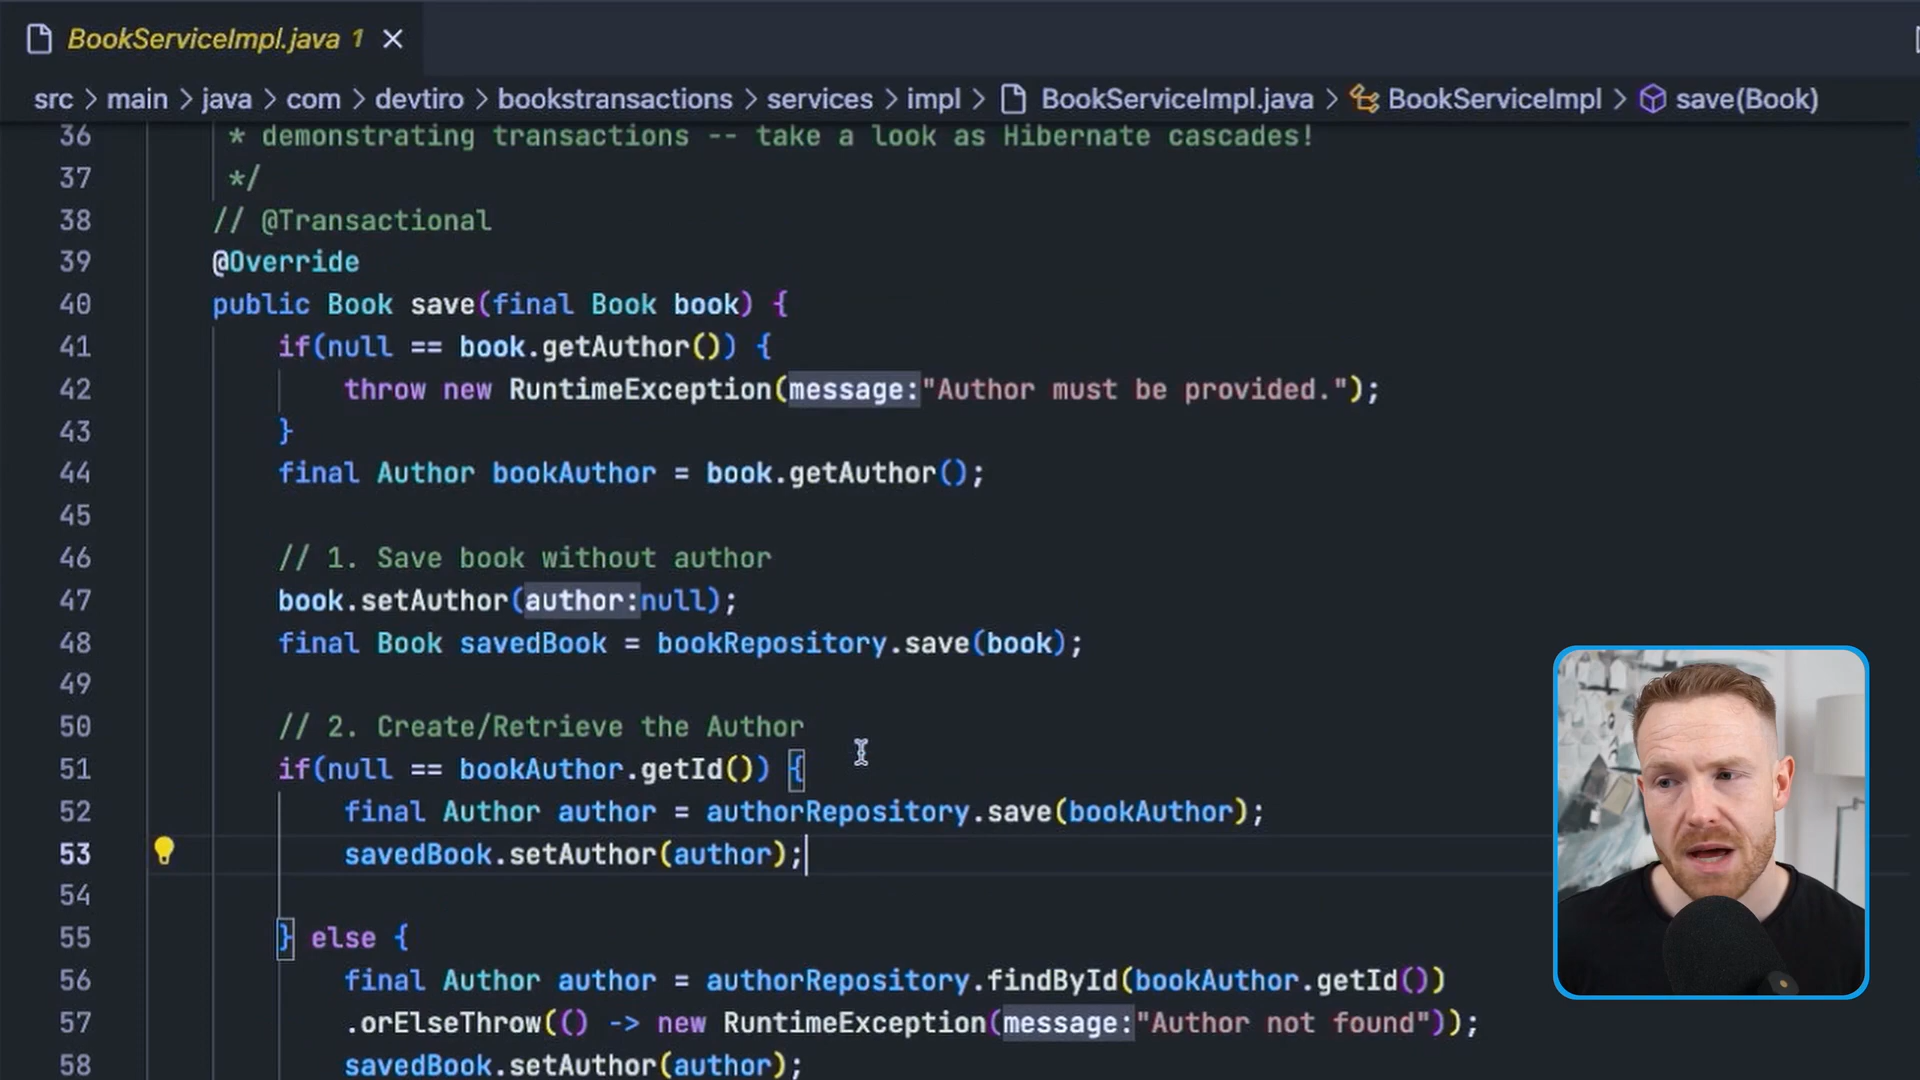 BookServiceImpl.java 1
src > main > java > com > devtiro > bookstransactions > services > impl > BookServiceImpl.java > BookServiceImpl > save(Book)
36 * demonstrating transactions -- take a look as Hibernate cascades!
37 */
38 // @Transactional
39 @Override
40 public Book save(final Book book) {
41 if(null == book.getAuthor()) {
42 throw new RuntimeException(message:"Author must be provided.");
43 }
44 final Author bookAuthor = book.getAuthor();
45
46 // 1. Save book without author
47 book.setAuthor(author:null);
48 final Book savedBook = bookRepository.save(book);
49
50 // 2. Create/Retrieve the Author
51 if(null == bookAuthor.getId()) {
52 final Author author = authorRepository.save(bookAuthor);
53 savedBook.setAuthor(author);
54
55 } else {
56 final Author author = authorRepository.findById(bookAuthor.getId())
57 .orElseThrow(() -> new RuntimeException(message:"Author not found"));
58 savedBook.setAuthor(author);